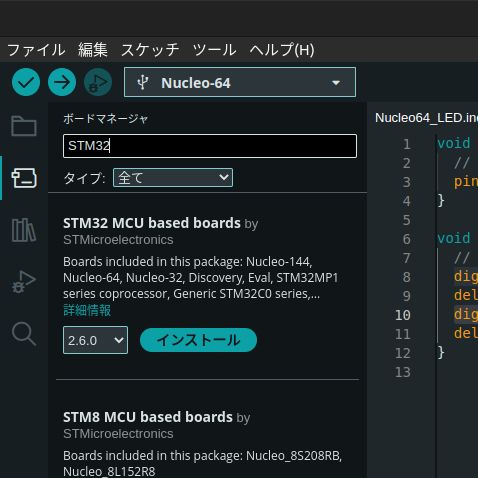 ファイル 編集 スケッチ ツール ヘルプ(H)
Nucleo-64
ボードマネージャ
STM32
タイプ: 全て
STM32 MCU based boards by
STMicroelectronics
Boards included in this package: Nucleo-144,
Nucleo-64, Nucleo-32, Discovery, Eval, STM32MP1
series coprocessor, Generic STM32C0 series,...
詳細情報
2.6.0 インストール
STM8 MCU based boards by
STMicroelectronics
Boards included in this package: Nucleo_8S208RB,
Nucleo_8L152R8
Nucleo64_LED.in
1 void
2 //
3 pin
4 }
5
6 void
7 //
8 dig
9 del
10 dig
11 del
12 }
13